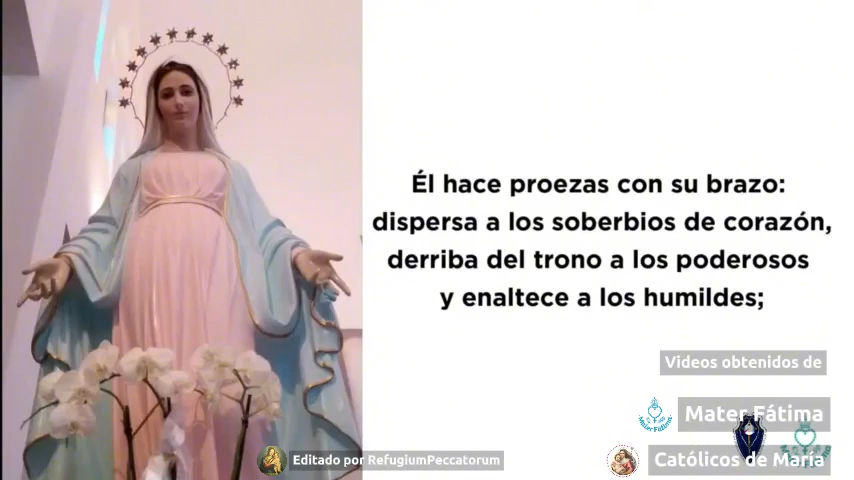 Él hace proezas con su brazo:
dispersa a los soberbios de corazón,
derriba del trono a los poderosos
y enaltece a los humildes;
Videos obtenidos de
Mater Fátima
Católicos de María
Editado por RefugiumPeccatorum